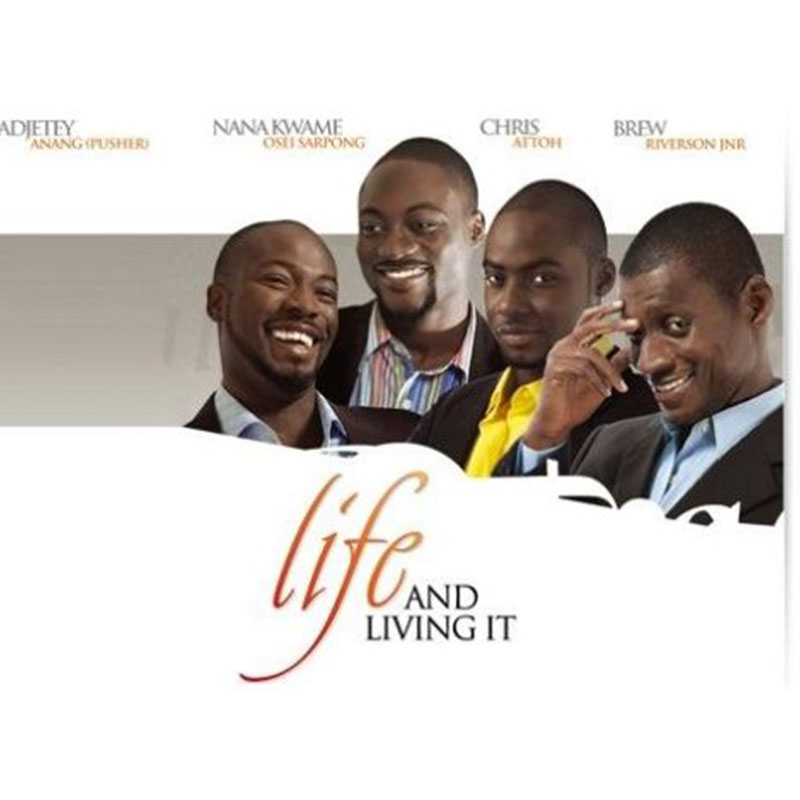 ADJETEY
ANANG (PUSHER)
NANA KWAME
OSEI SARPONG
CHRIS
ATTOH
BREW
RIVERSON JNR
life AND
LIVING IT